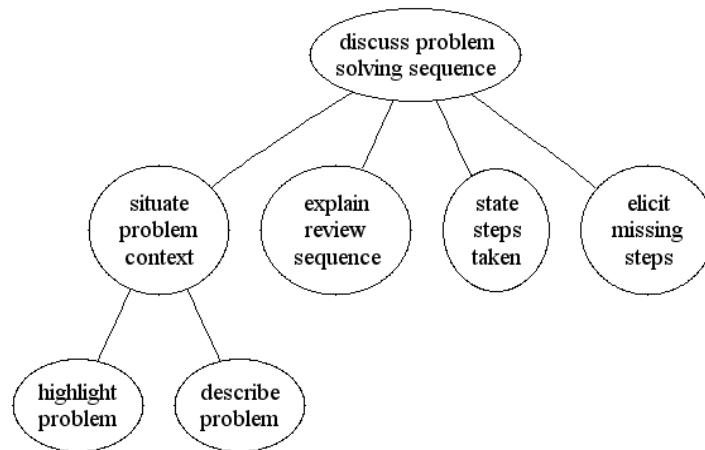 discuss problem
solving sequence
situate
problem
context
explain
review
sequence
state
steps
taken
elicit
missing
steps
highlight
problem
describe
problem